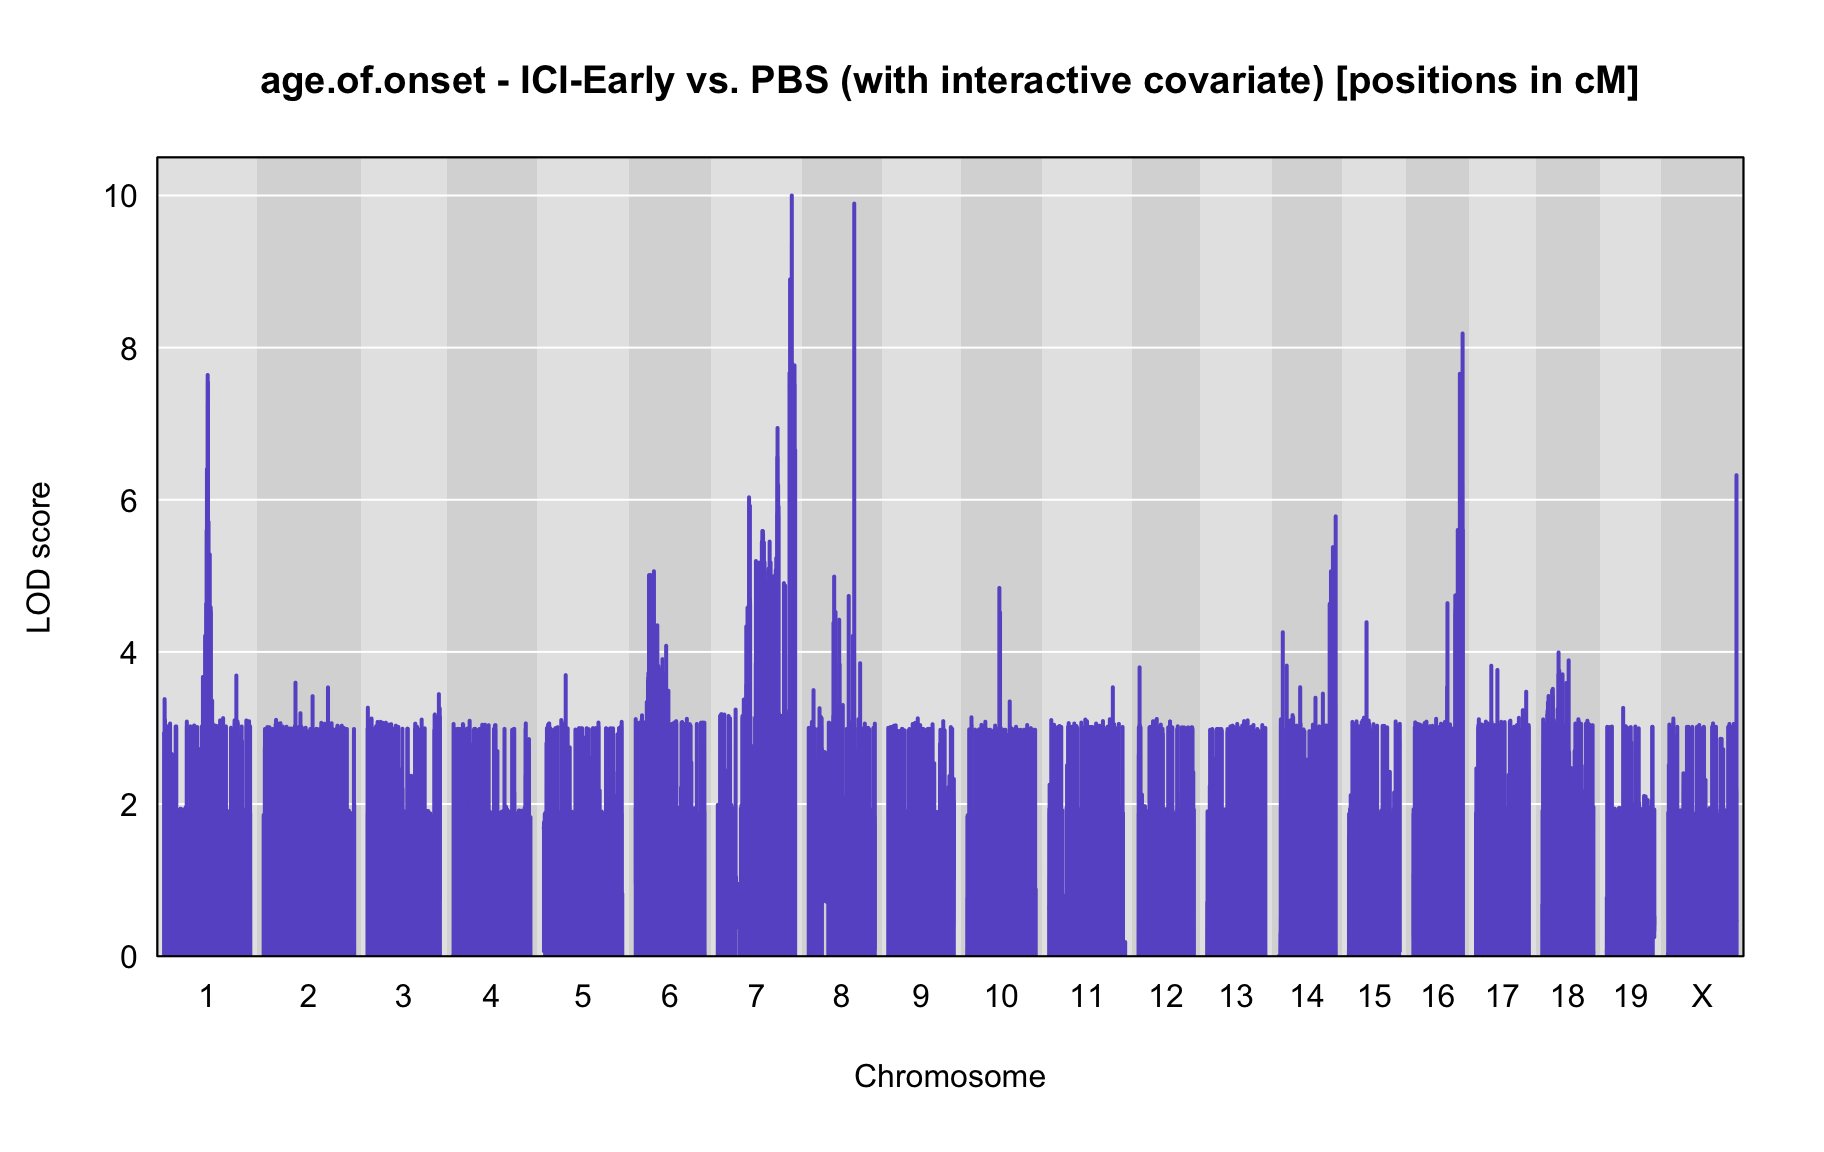 age.of.onset - ICI-Early vs. PBS (with interactive covariate) [positions in cM]
10
8
6
4
2
0
LOD score
1 2 3 4 5 6 7 8 9 10 11 12 13 14 15 16 17 18 19 X
Chromosome